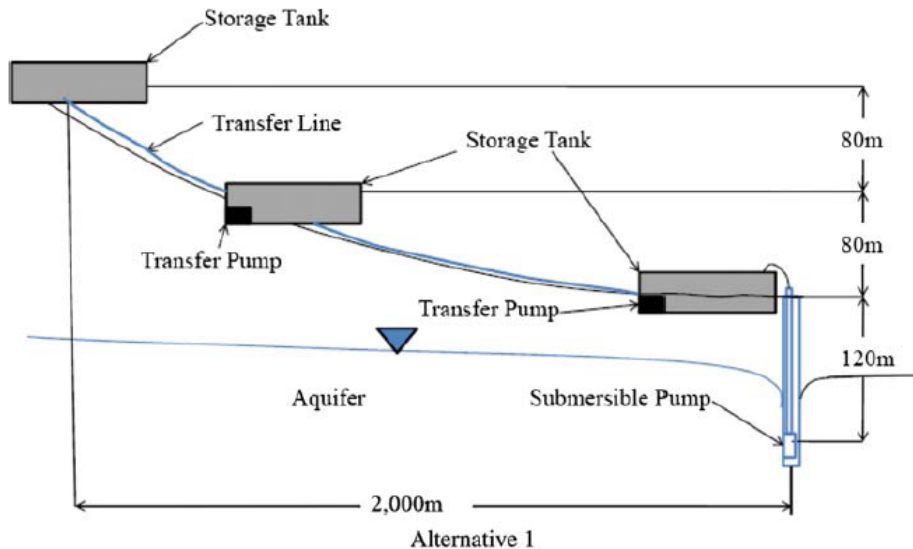 Storage Tank
Transfer Line
Storage Tank
80m
Transfer Pump
80m
Transfer Pump
120m
Aquifer
Submersible Pump
2,000m
Alternative 1